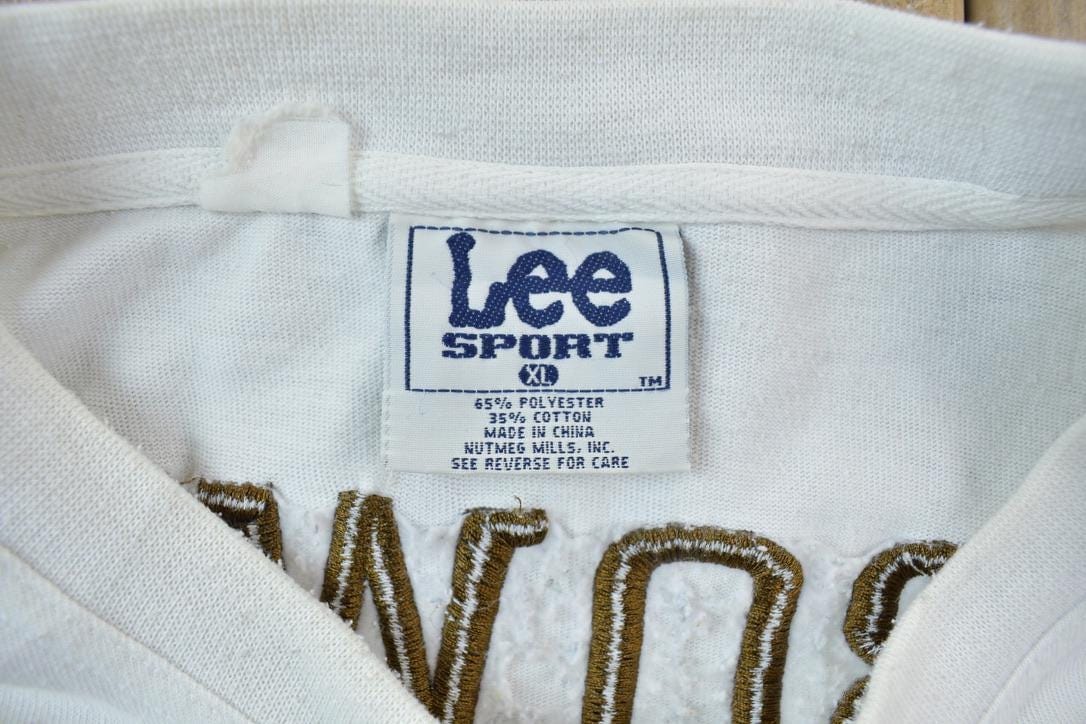 Lee
SPORT
XL
TM
65% POLYESTER
35% COTTON
MADE IN CHINA
NUTMEG MILLS, INC.
SEE REVERSE FOR CARE